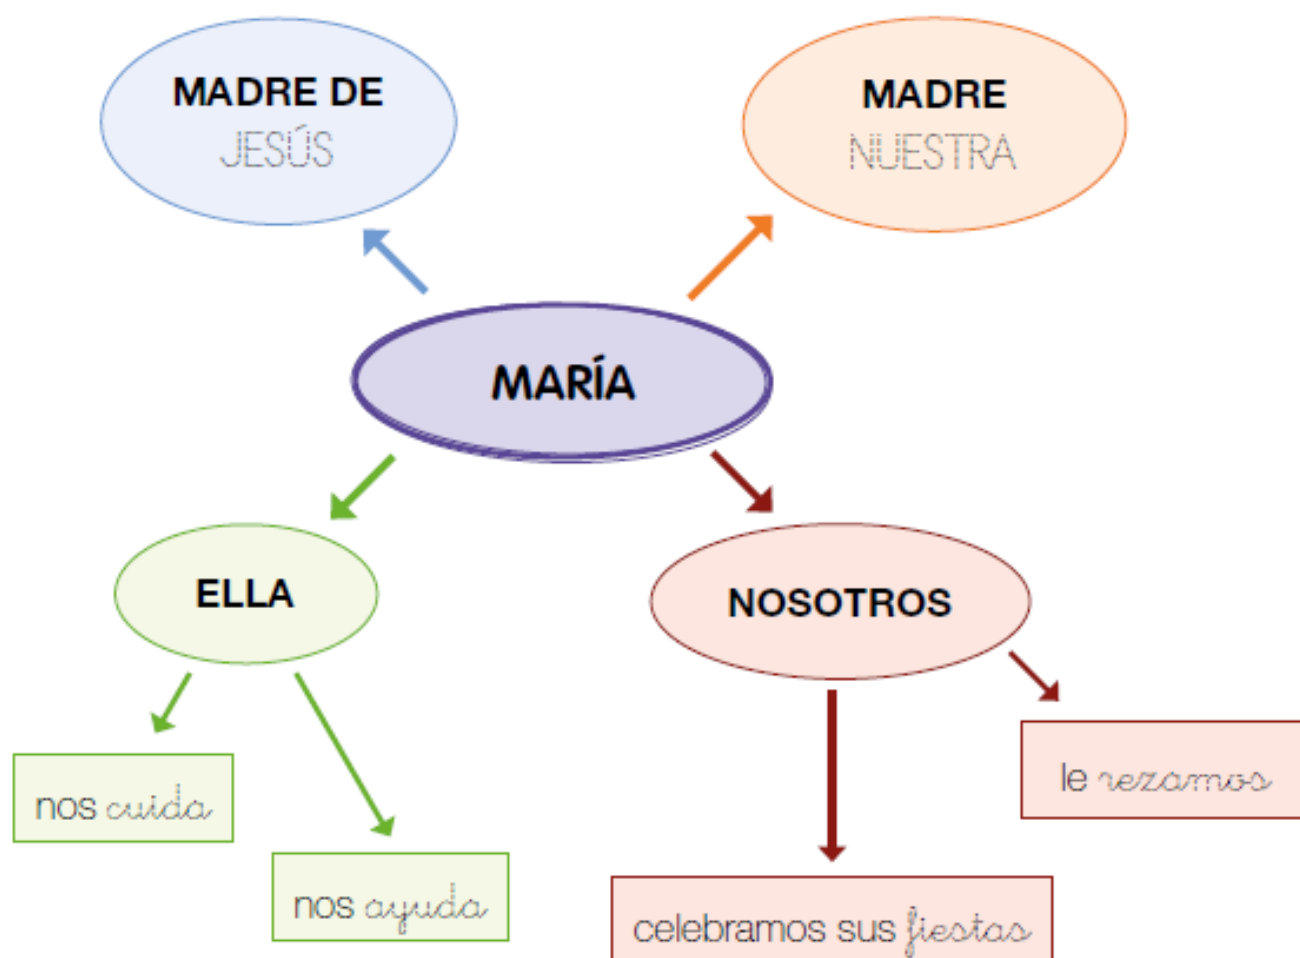 MADRE DE
JESÚS
MADRE
NUESTRA
MARÍA
ELLA
NOSOTROS
nos cuida
le rezamos
nos ayuda
celebramos sus fiestas